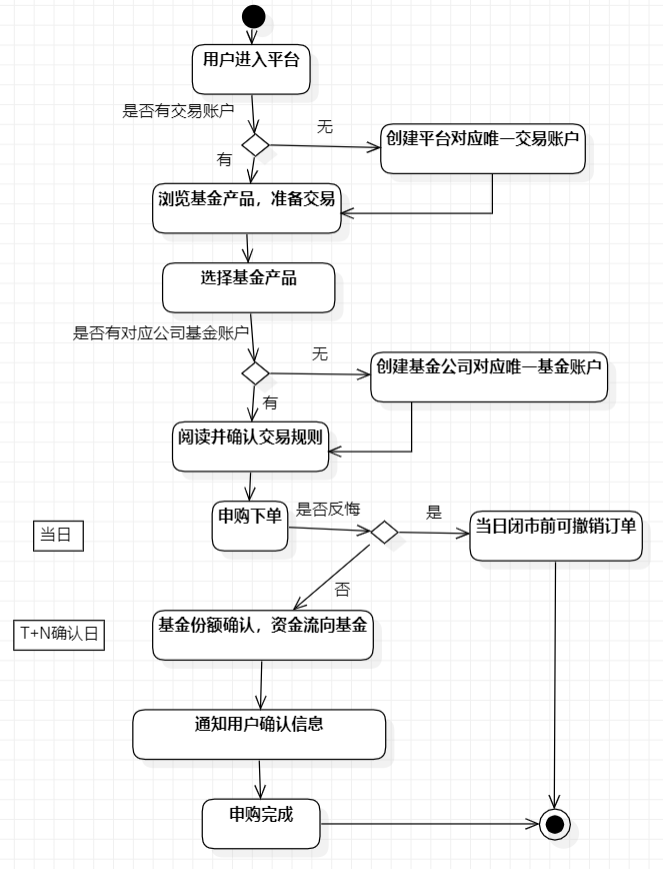 用户进入平台
是否有交易账户
无
创建平台对应唯一交易账户
有
浏览基金产品，准备交易
选择基金产品
是否有对应公司基金账户
无
创建基金公司对应唯一基金账户
有
阅读并确认交易规则
当日
申购下单
是否反悔
是
当日闭市前可撤销订单
否
T+N确认日
基金份额确认，资金流向基金
通知用户确认信息
申购完成